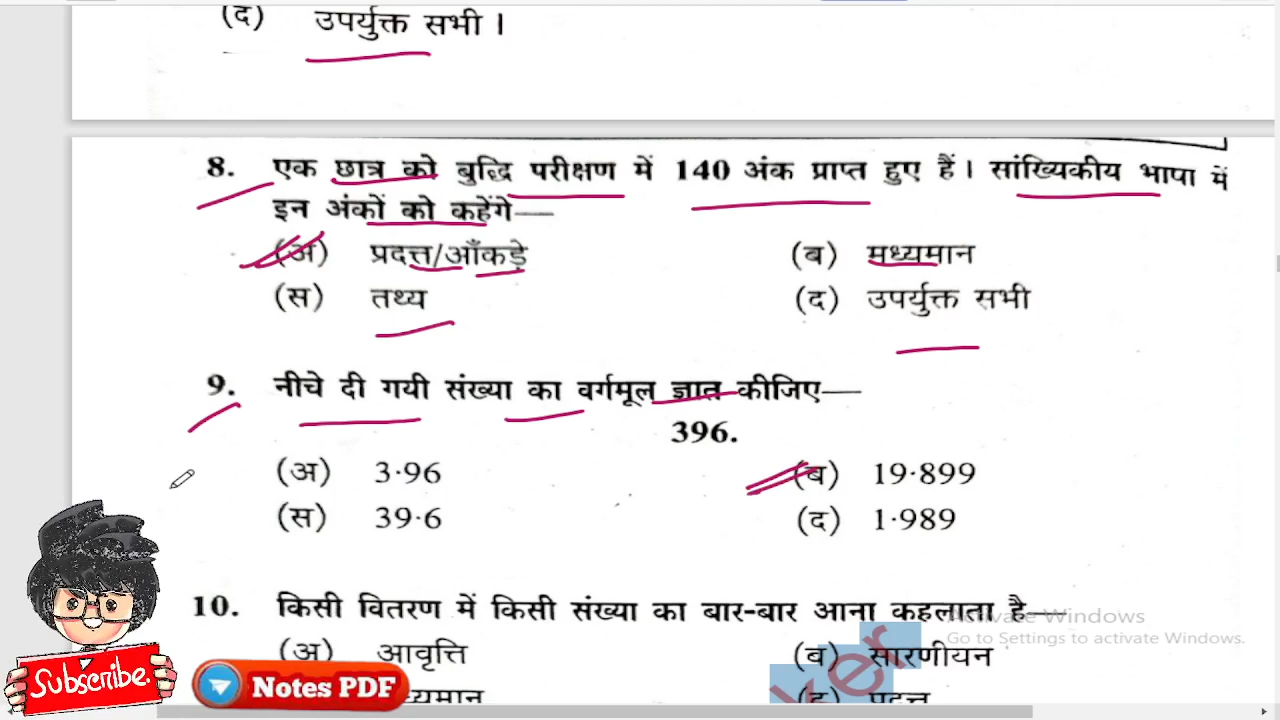 (द) उपर्युक्त सभी ।
8. एक छात्र को बुद्धि परीक्षण में 140 अंक प्राप्त हुए हैं। सांख्यिकीय भाषा में
इन अंकों को कहेंगे—
(अ) प्रदत्त/आँकड़े (ब) मध्यमान
(स) तथ्य (द) उपर्युक्त सभी
9. नीचे दी गयी संख्या का वर्गमूल ज्ञात कीजिए—
396.
(अ) 3·96 (ब) 19·899
(स) 39·6 (द) 1·989
10. किसी वितरण में किसी संख्या का बार-बार आना कहलाता है—
Activate Windows
Go to Settings to activate Windows.
(अ) आवृत्ति (ब) सारणीयन
(द) प्रदत्त
Subscribe.
Notes PDF